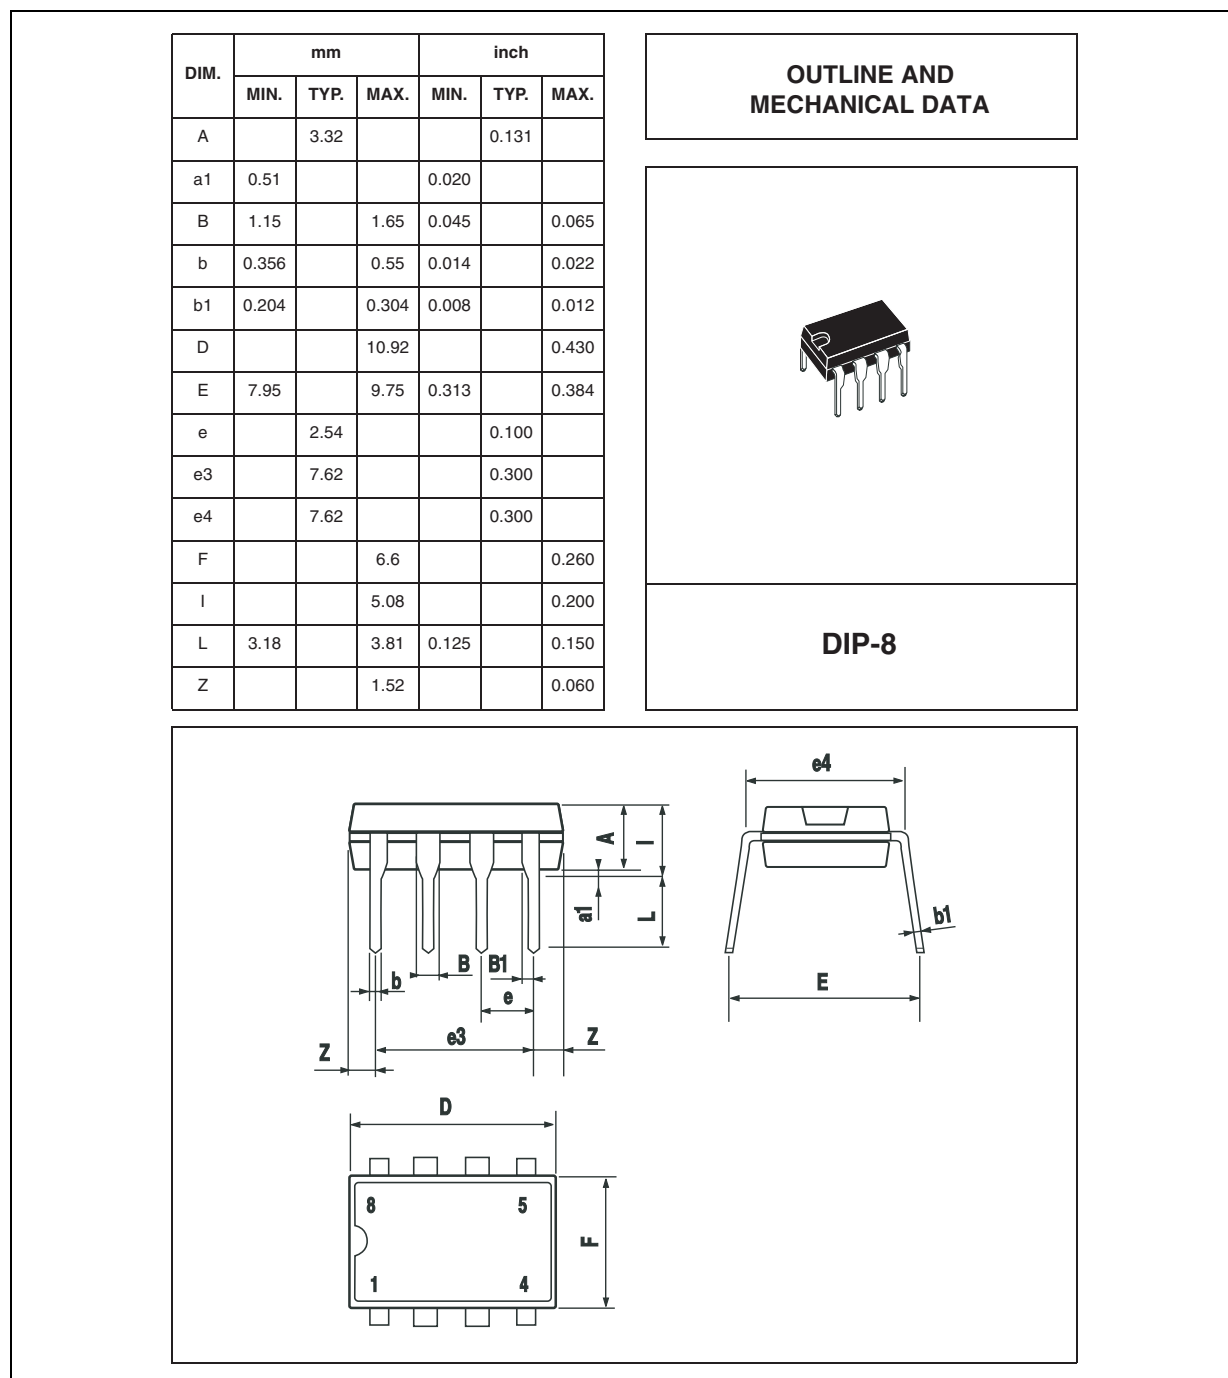 DIM. mm inch
MIN. TYP. MAX. MIN. TYP. MAX.
A 3.32 0.131
a1 0.51 0.020
B 1.15 1.65 0.045 0.065
b 0.356 0.55 0.014 0.022
b1 0.204 0.304 0.008 0.012
D 10.92 0.430
E 7.95 9.75 0.313 0.384
e 2.54 0.100
e3 7.62 0.300
e4 7.62 0.300
F 6.6 0.260
I 5.08 0.200
L 3.18 3.81 0.125 0.150
Z 1.52 0.060
OUTLINE AND
MECHANICAL DATA
DIP-8
e4
A I
a1 L b1
b B B1 E
e
Z e3 Z
D
8 5
F
1 4